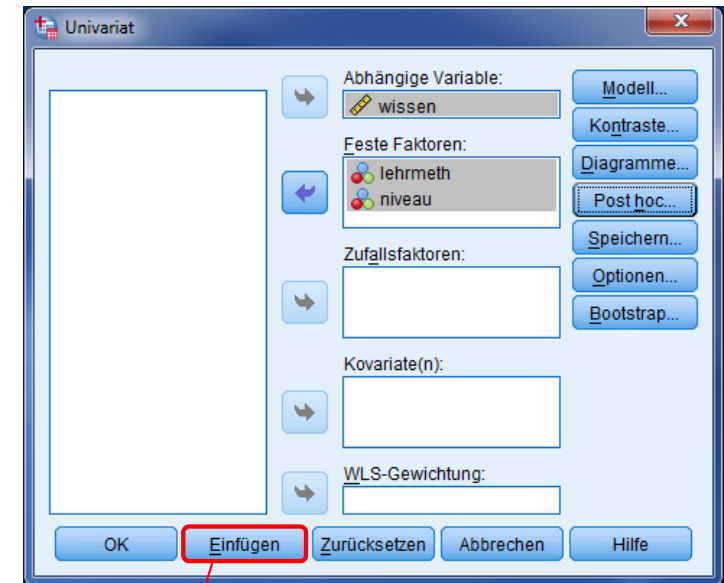 Univariat
Abhängige Variable:
wissen
Feste Faktoren:
lehrmeth
niveau
Zufallsfaktoren:
Kovariate(n):
WLS-Gewichtung:
Modell...
Kontraste...
Diagramme...
Post hoc...
Speichern...
Optionen...
Bootstrap...
OK Einfügen Zurücksetzen Abbrechen Hilfe